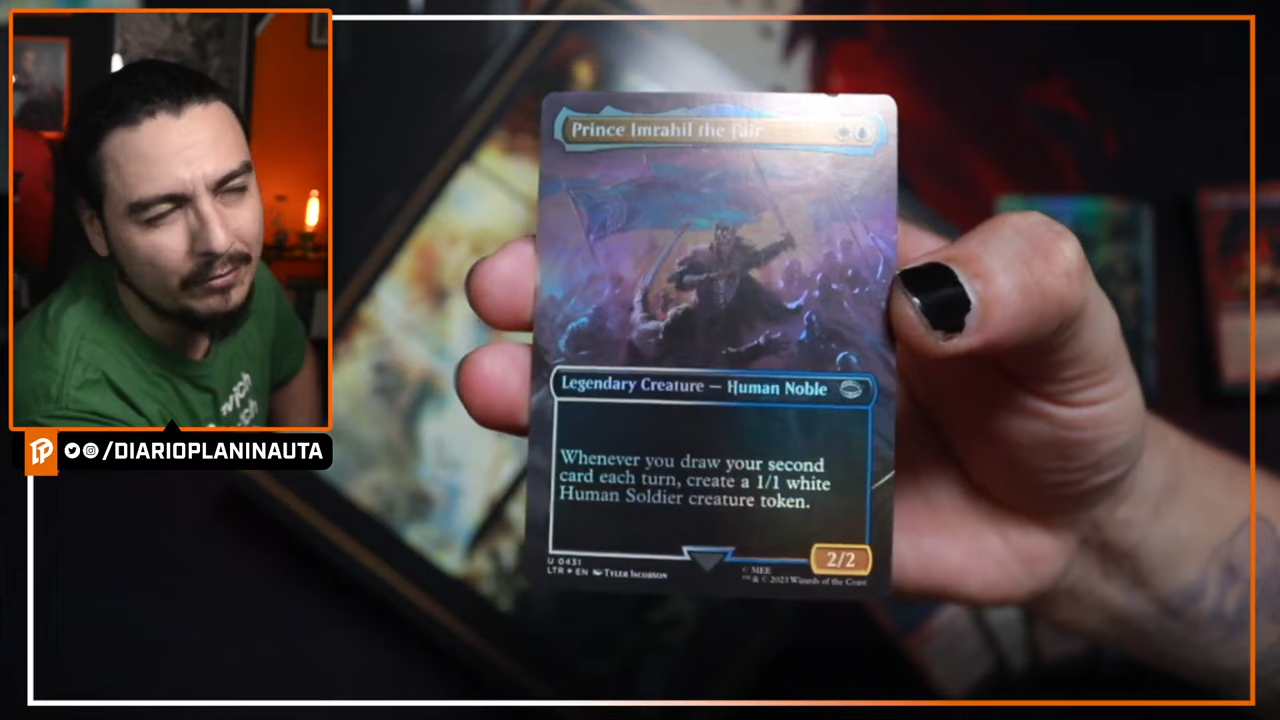 Prince Imrahil the Fair
Legendary Creature — Human Noble
Whenever you draw your second
card each turn, create a 1/1 white
Human Soldier creature token.
2/2
U 0431
LTR • EN Tyler Jacobson
© MEE
™ & © 2023 Wizards of the Coast
/DIARIOPLANINAUTA